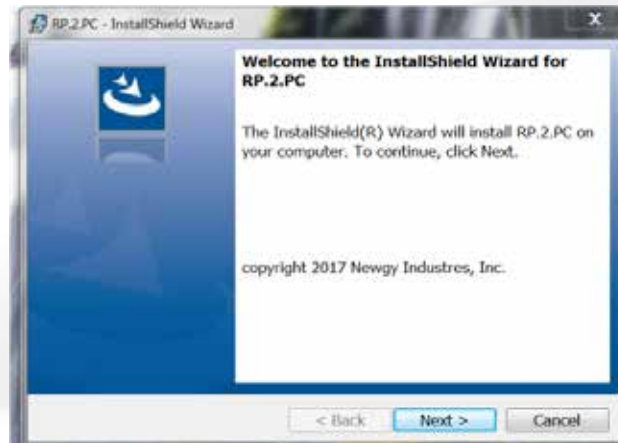 RP.2.PC - InstallShield Wizard
X
Welcome to the InstallShield Wizard for
RP.2.PC
The InstallShield(R) Wizard will install RP.2.PC on
your computer. To continue, click Next.
copyright 2017 Newgy Industres, Inc.
< Back Next > Cancel